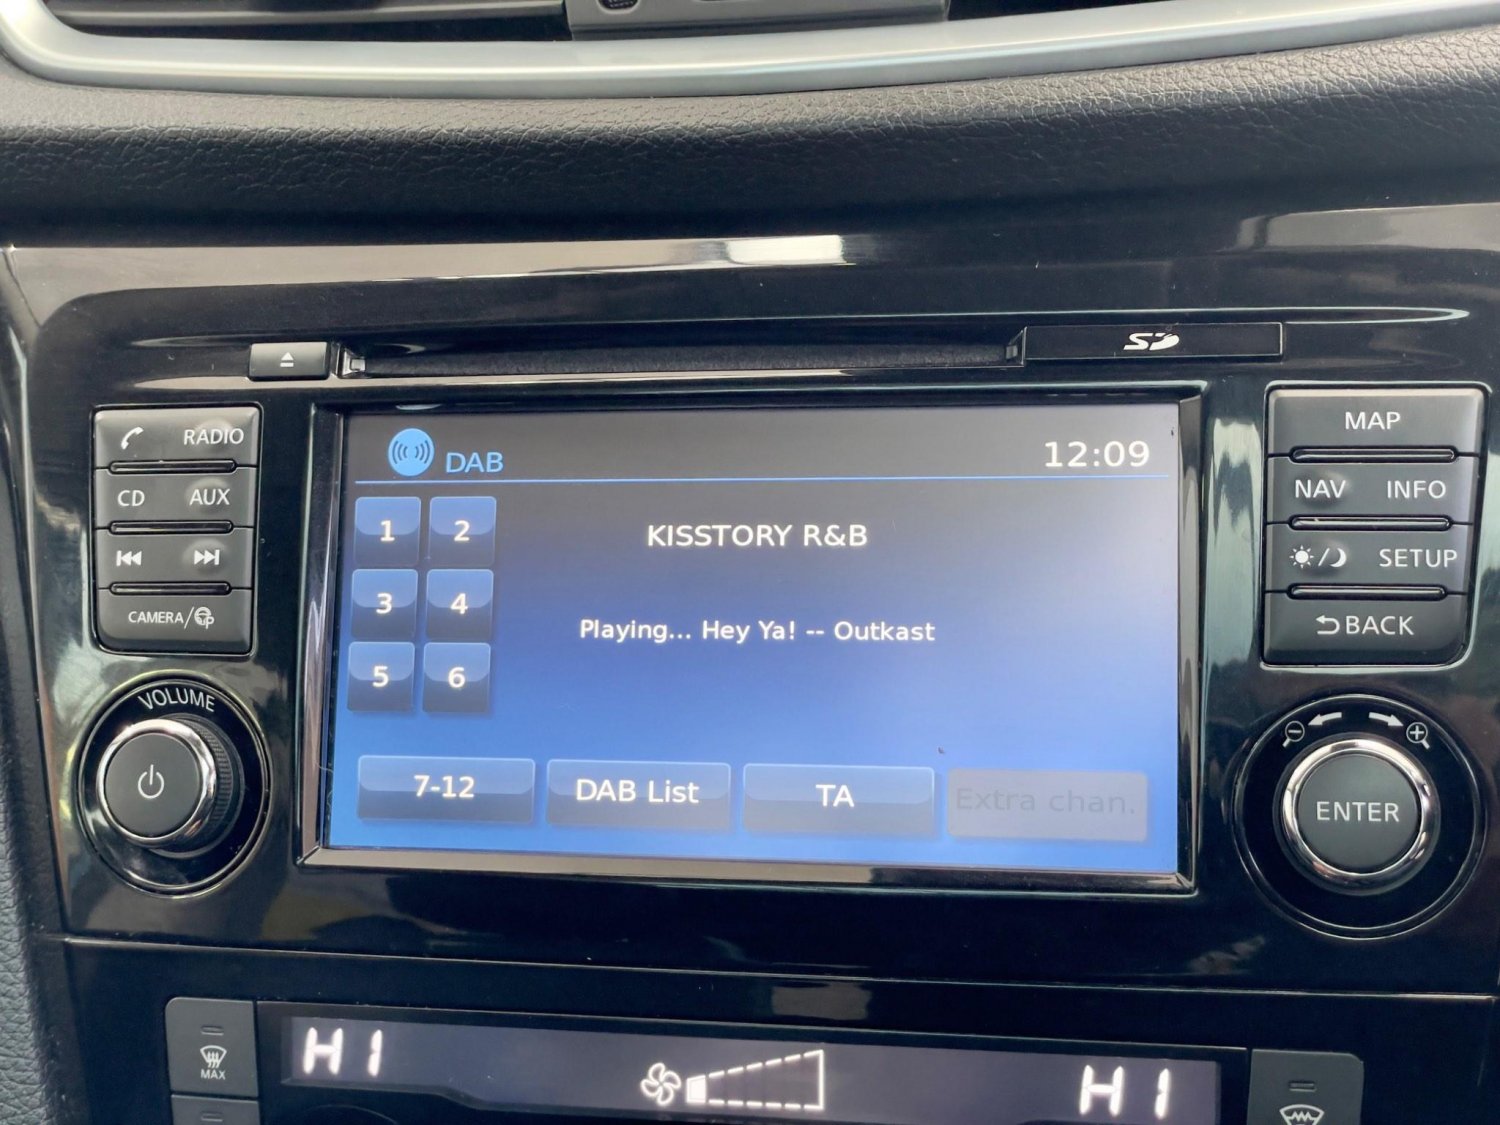 SD
RADIO
CD AUX
CAMERA/
VOLUME
DAB
12:09
1 2
3 4
5 6
KISSTORY R&B
Playing... Hey Ya! -- Outkast
7-12
DAB List
TA
Extra chan.
MAP
NAV INFO
SETUP
BACK
ENTER
MAX
HI
HI